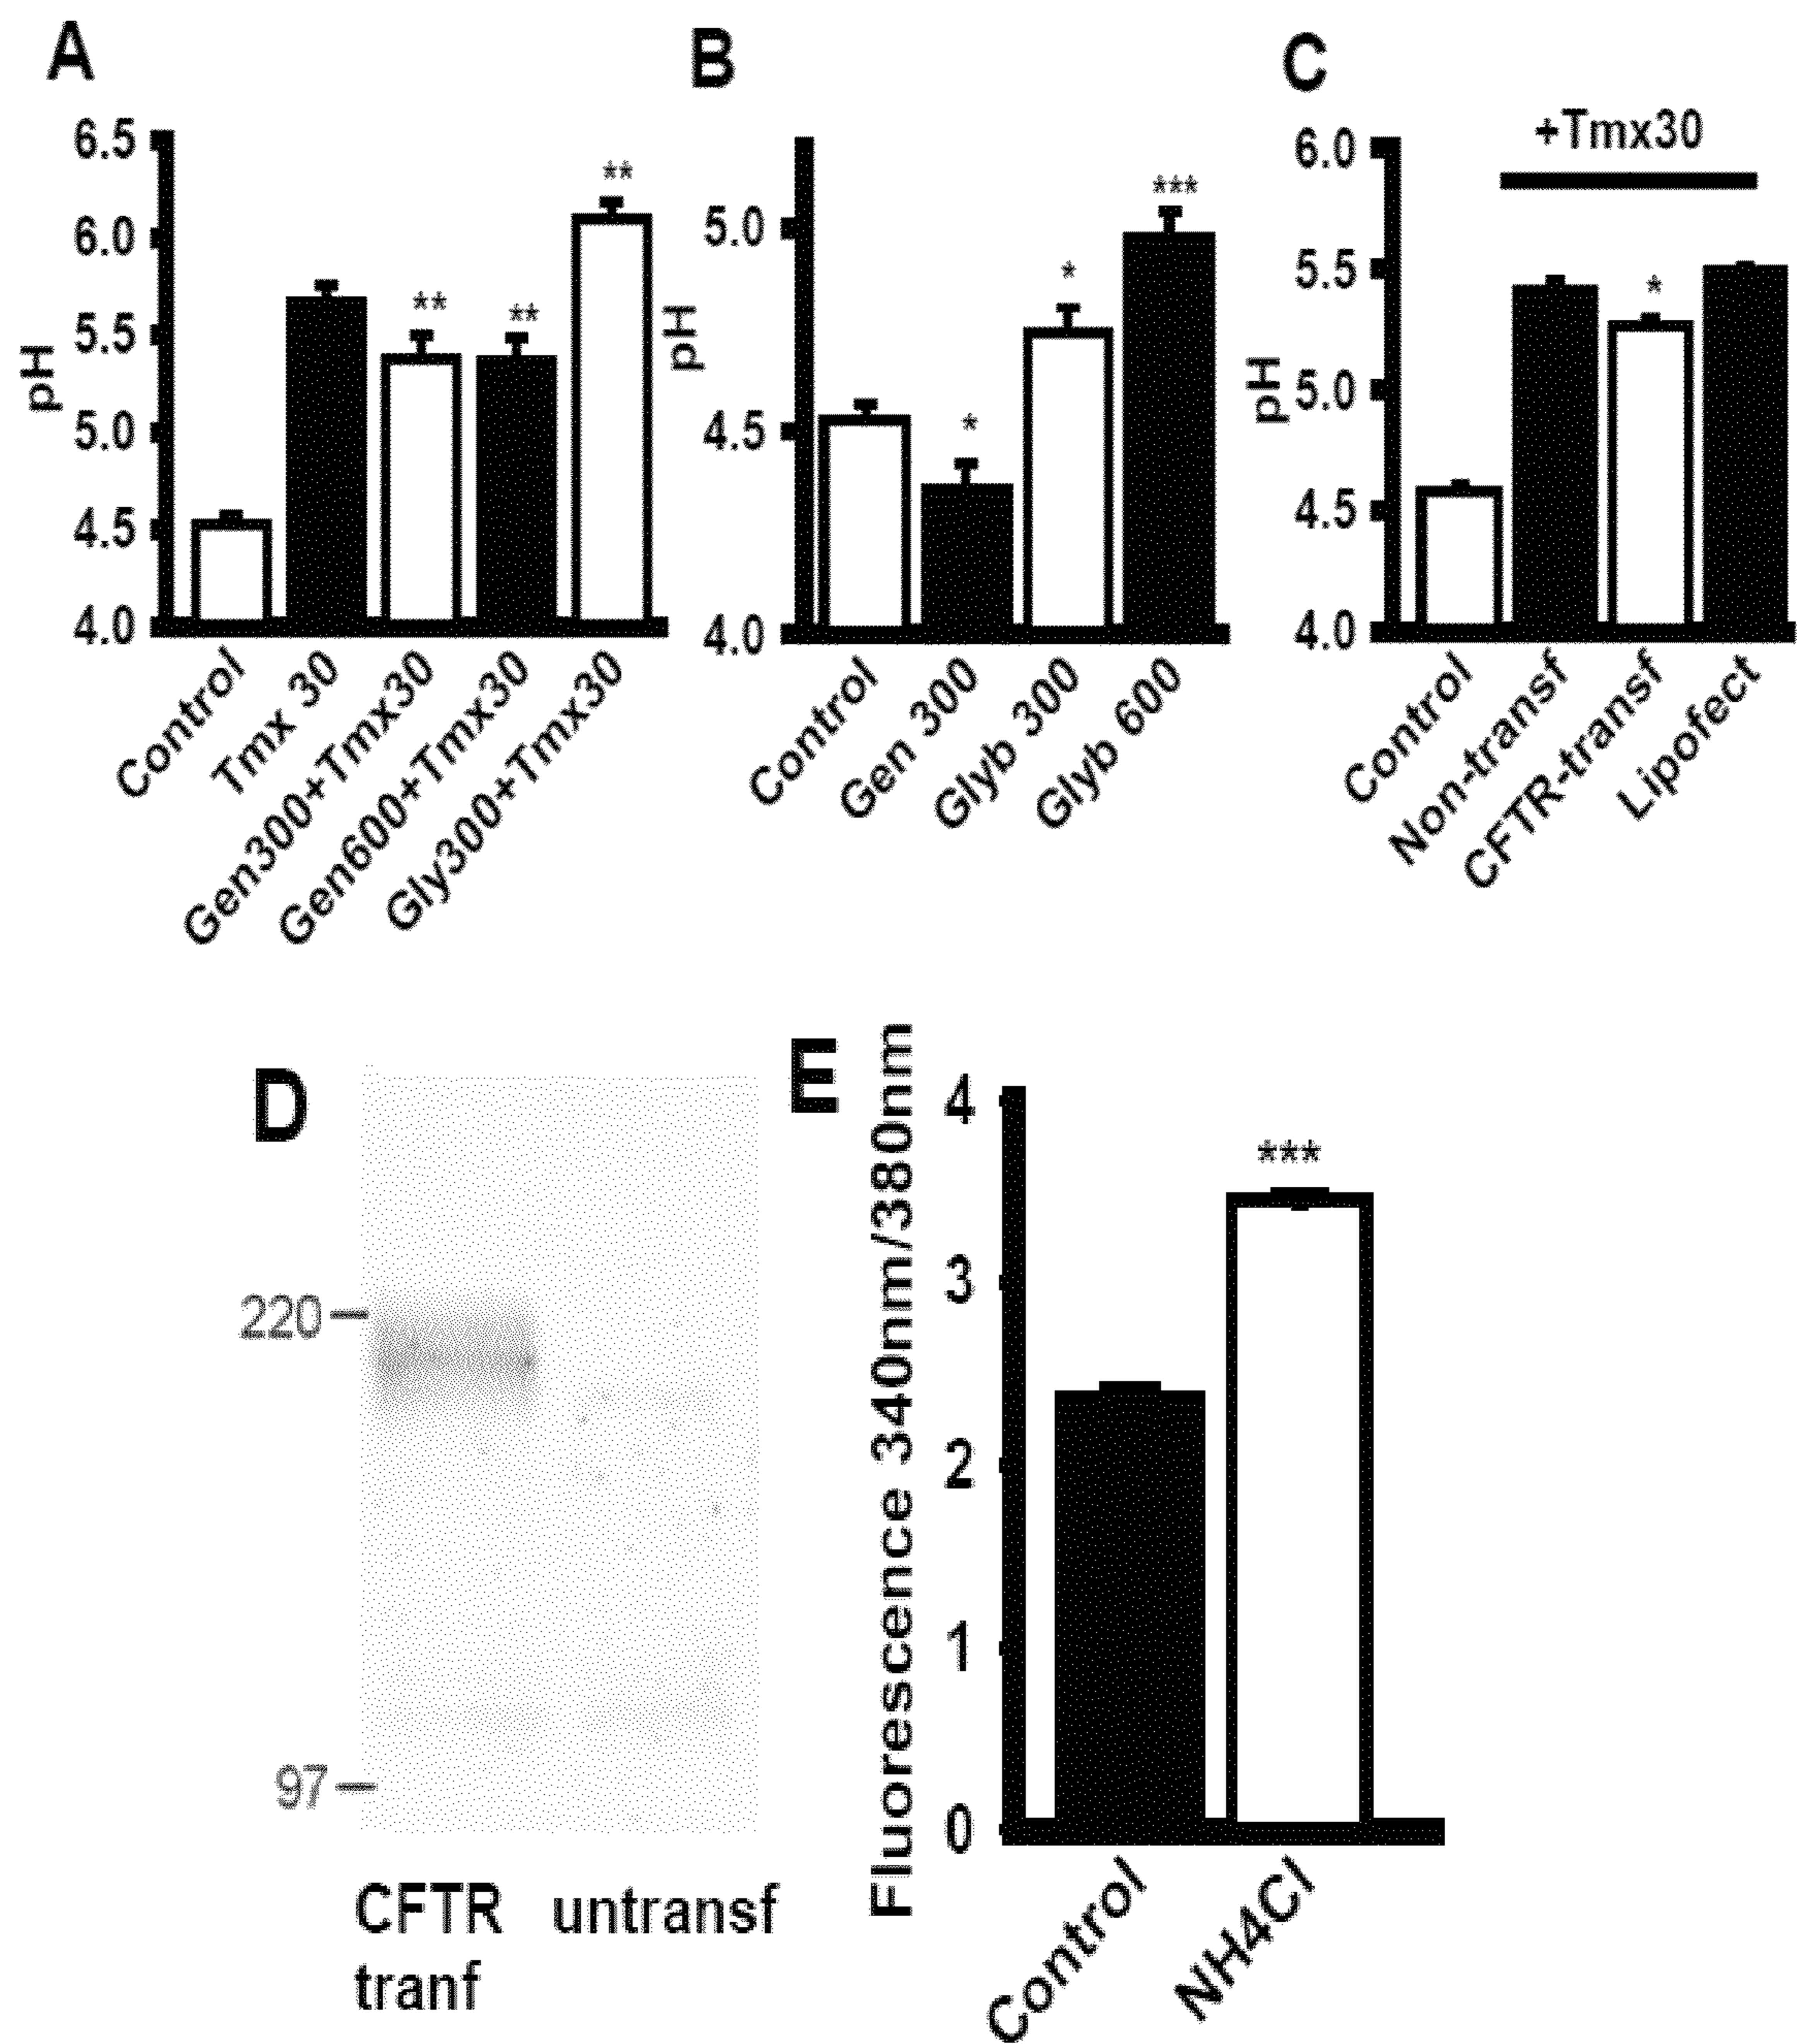 A
pH
6.5
6.0
5.5
5.0
4.5
4.0
**
**
**
Control
Tmx 30
Gen300+Tmx30
Gen600+Tmx30
Gly300+Tmx30
B
pH
5.0
4.5
4.0
*
*
***
Control
Gen 300
Glyb 300
Glyb 600
C
+Tmx30
pH
6.0
5.5
5.0
4.5
4.0
*
Control
Non-transf
CFTR-transf
Lipofect
D
220
97
CFTR untransf
tranf
E
Fluorescence 340nm/380nm
4
3
2
1
0
***
Control
NH4Cl